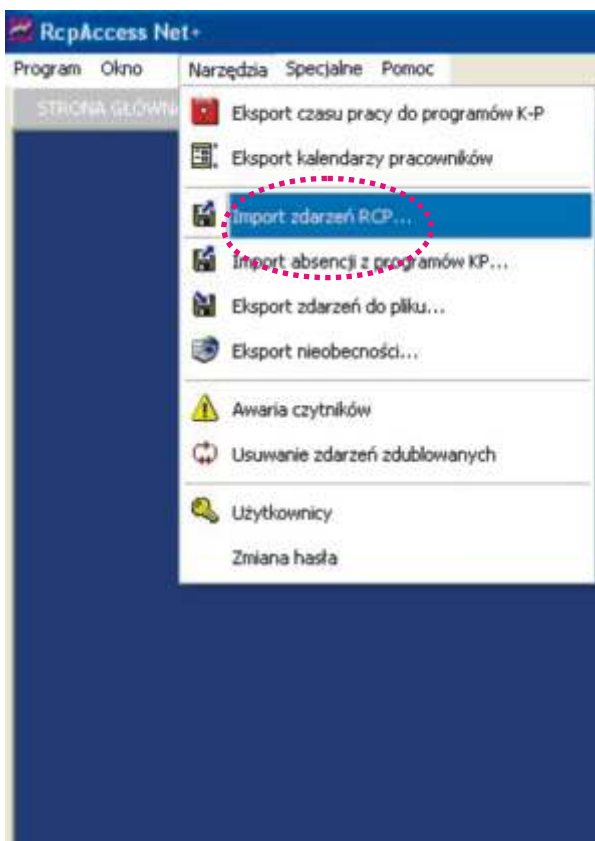 RcpAccess Net+
Program Okno Narzędzia Specjalne Pomoc
STRONA GŁÓWNA
Eksport czasu pracy do programów K-P
Eksport kalendarzy pracowników
Import zdarzeń RCP...
Import absencji z programów KP...
Eksport zdarzeń do pliku...
Eksport nieobecności...
Awaria czytników
Usuwanie zdarzeń zdublowanych
Użytkownicy
Zmiana hasła